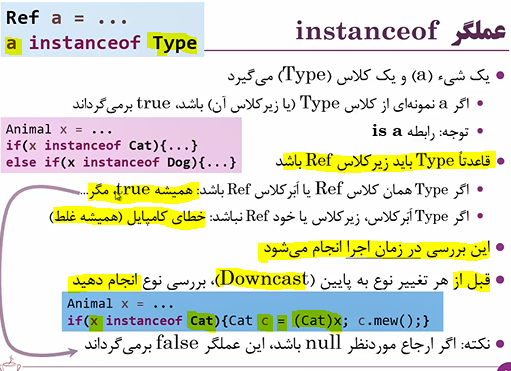 عملگر instanceof
Ref a = ...
a instanceof Type
یک شیء (a) و یک کلاس (Type) می‌گیرد
اگر a نمونه‌ای از کلاس Type (یا زیرکلاس آن) باشد، true برمی‌گرداند
توجه: رابطه is a
Animal x = ...
if(x instanceof Cat){...}
else if(x instanceof Dog){...}
قاعدتاً Type باید زیرکلاس Ref باشد
اگر Type همان کلاس Ref یا اَبَرکلاس Ref باشد: همیشه true، مگر...
اگر Type اَبَرکلاس، زیرکلاس یا خود Ref نباشد: خطای کامپایل (همیشه غلط)
این بررسی در زمان اجرا انجام می‌شود
قبل از هر تغییر نوع به پایین (Downcast)، بررسی نوع انجام دهید
Animal x = ...
if(x instanceof Cat){Cat c = (Cat)x; c.mew();}
نکته: اگر ارجاع موردنظر null باشد، این عملگر false برمی‌گرداند